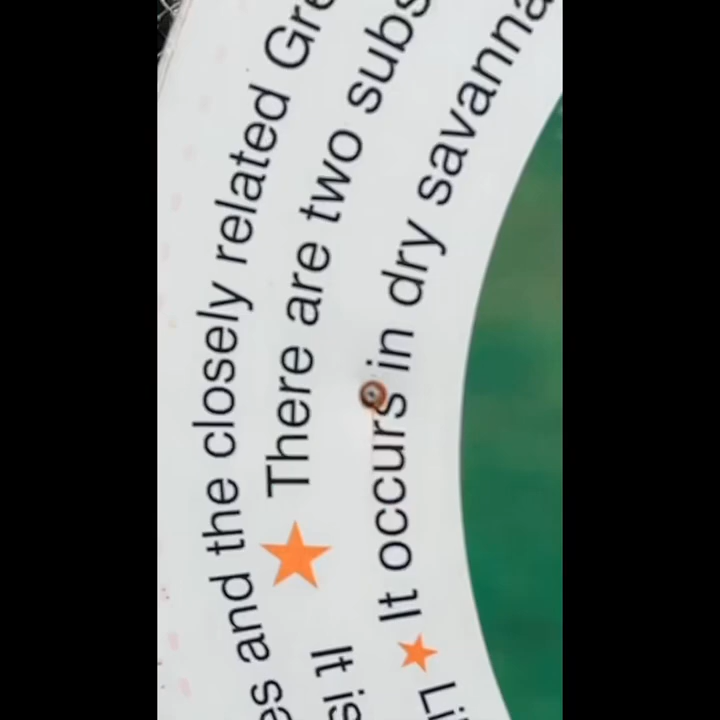 es and the closely related Gre
It is ★ There are two subs
Li ★ It occurs in dry savanna